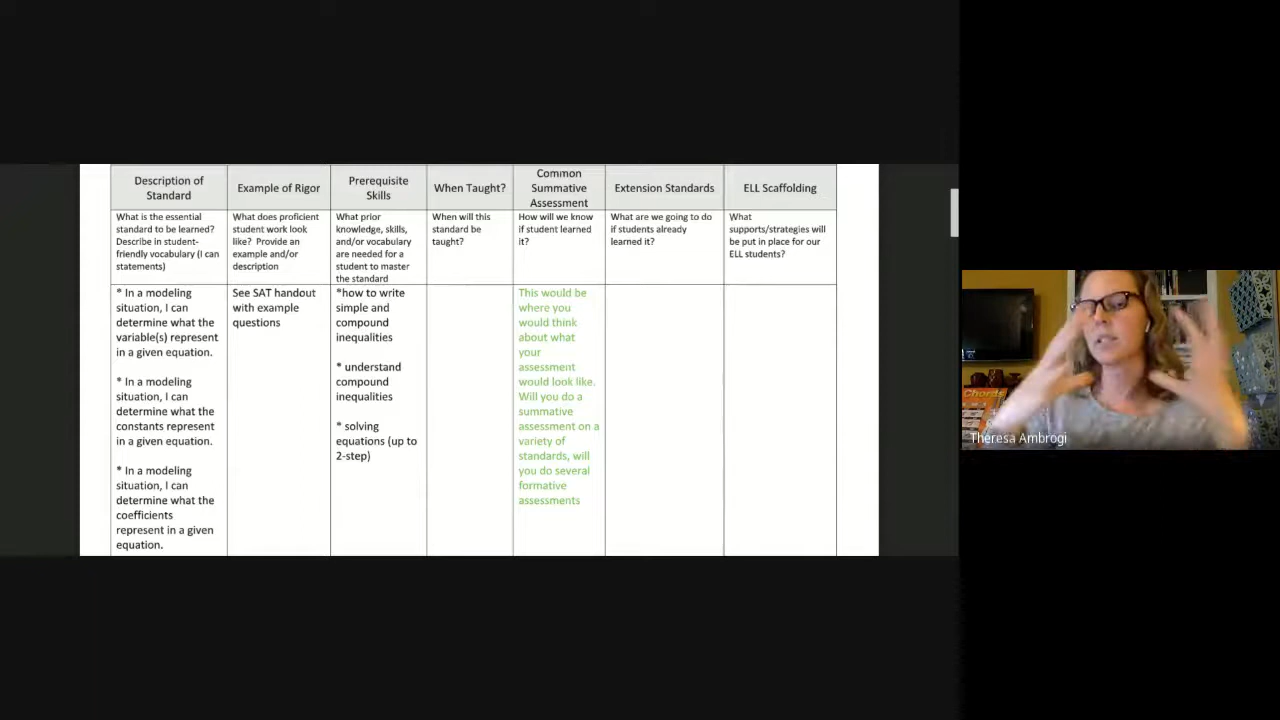 Description of
Standard
Example of Rigor
Prerequisite
Skills
When Taught?
Common
Summative
Assessment
Extension Standards
ELL Scaffolding
What is the essential
standard to be learned?
Describe in student-
friendly vocabulary (I can
statements)
What does proficient
student work look
like? Provide an
example and/or
description
What prior
knowledge, skills,
and/or vocabulary
are needed for a
student to master
the standard
When will this
standard be
taught?
How will we know
if student learned
it?
What are we going to do
if students already
learned it?
What
supports/strategies will
be put in place for our
ELL students?
* In a modeling
situation, I can
determine what the
variable(s) represent
in a given equation.
* In a modeling
situation, I can
determine what the
constants represent
in a given equation.
* In a modeling
situation, I can
determine what the
coefficients
represent in a given
equation.
See SAT handout
with example
questions
*how to write
simple and
compound
inequalities
* understand
compound
inequalities
* solving
equations (up to
2-step)
This would be
where you
would think
about what
your
assessment
would look like.
Will you do a
summative
assessment on a
variety of
standards, will
you do several
formative
assessments
Chords
Theresa Ambrogi